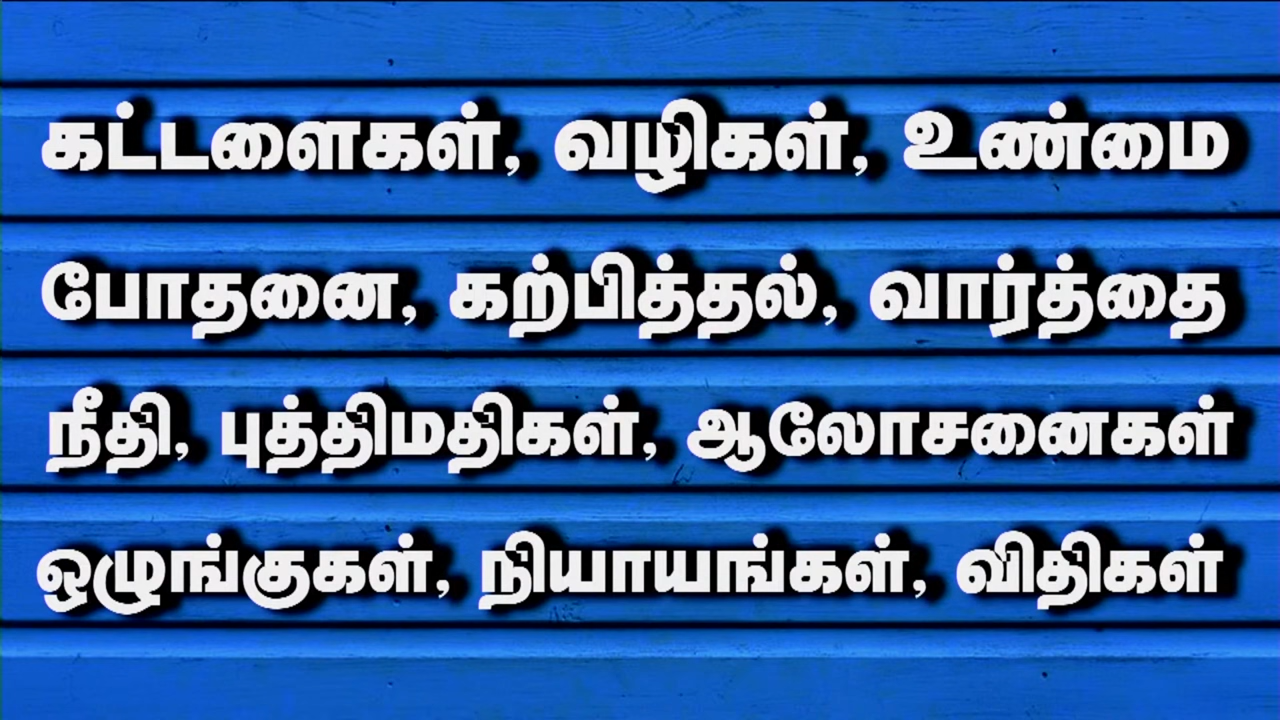 கட்டளைகள், வழிகள், உண்மை
போதனை, கற்பித்தல், வார்த்தை
நீதி, புத்திமதிகள், ஆலோசனைகள்
ஒழுங்குகள், நியாயங்கள், விதிகள்